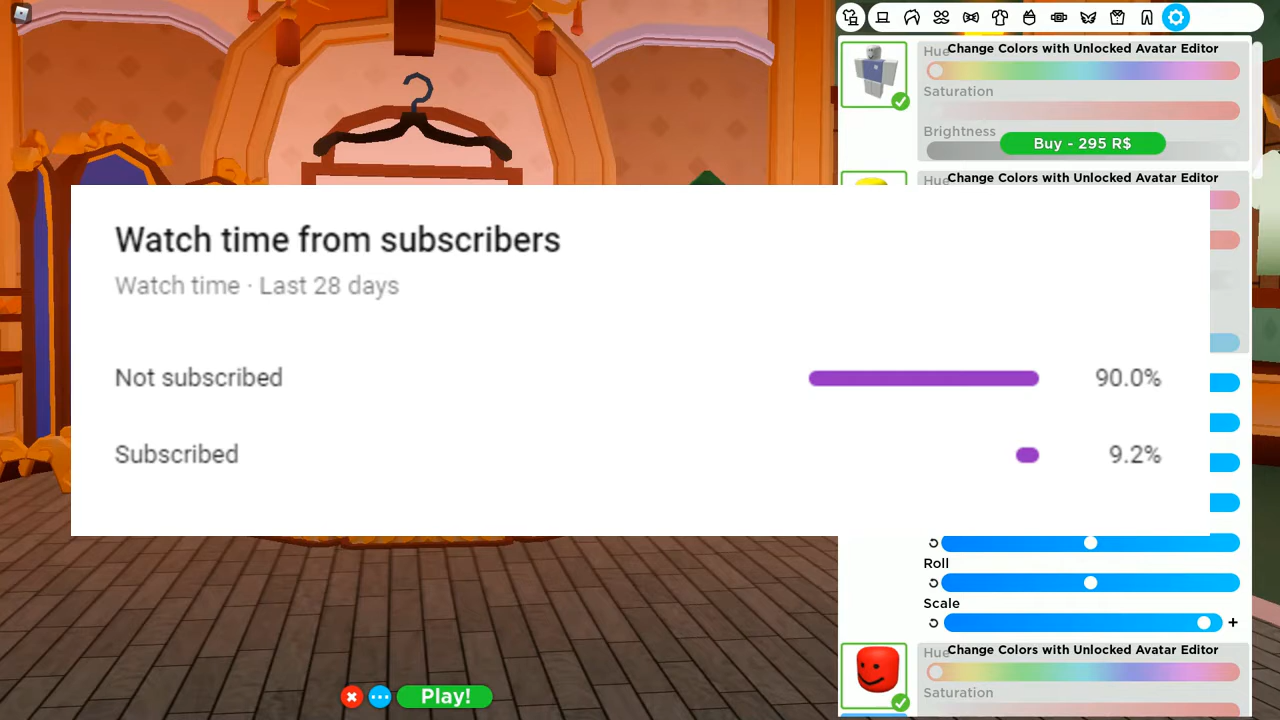 Hue
Change Colors with Unlocked Avatar Editor
Saturation
Brightness
Buy - 295 R$
Hue
Change Colors with Unlocked Avatar Editor
Watch time from subscribers
Watch time · Last 28 days
Not subscribed 90.0%
Subscribed 9.2%
Roll
Scale
+
Hue
Change Colors with Unlocked Avatar Editor
Saturation
Play!